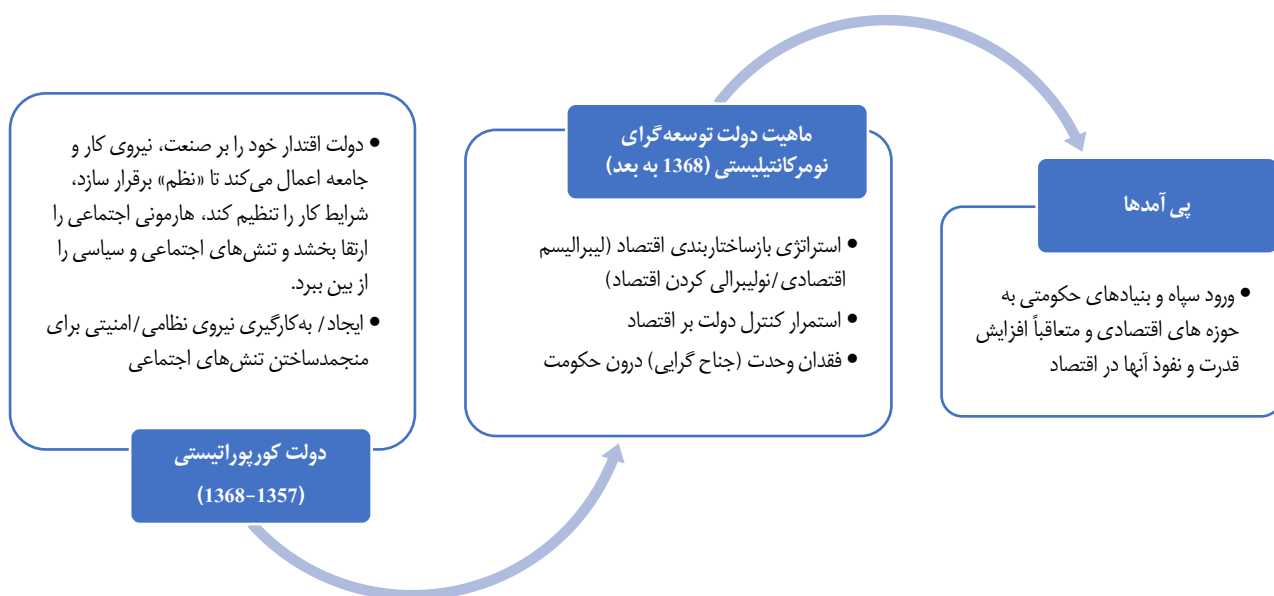 ● دولت اقتدار خود را بر صنعت، نیروی کار و
جامعه اعمال می‌کند تا «نظم» برقرار سازد،
شرایط کار را تنظیم کند، هارمونی اجتماعی را
ارتقا بخشد و تنش‌های اجتماعی و سیاسی را
از بین ببرد.
● ایجاد/ به‌کارگیری نیروی نظامی/امنیتی برای
منجمدساختن تنش‌های اجتماعی
دولت کورپوراتیستی
(1357-1368)
ماهیت دولت توسعه‌گرای
نومرکانتیلیستی (1368 به بعد)
● استراتژی بازساختاربندی اقتصاد (لیبرالیسم
اقتصادی/نولیبرالی کردن اقتصاد)
● استمرار کنترل دولت بر اقتصاد
● فقدان وحدت (جناح گرایی) درون حکومت
پی آمدها
● ورود سپاه و بنیادهای حکومتی به
حوزه های اقتصادی و متعاقباً افزایش
قدرت و نفوذ آنها در اقتصاد